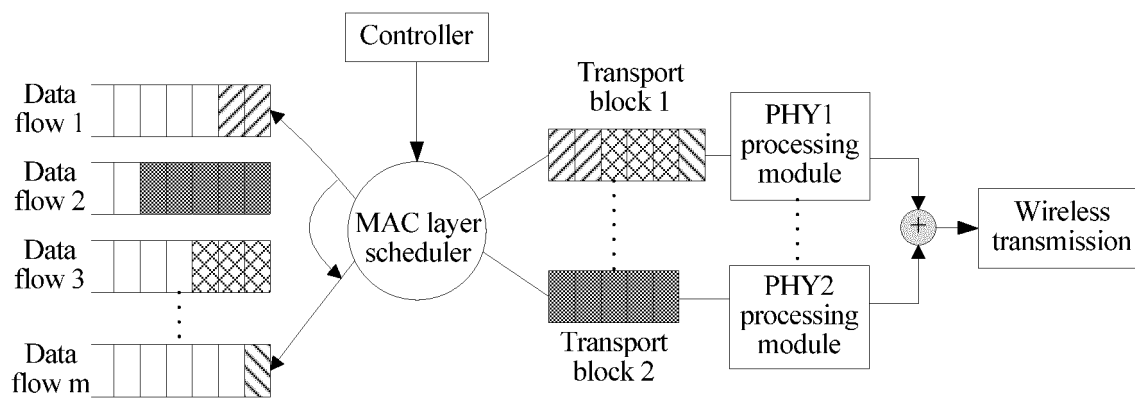 Controller
Data
flow 1
Data
flow 2
Data
flow 3
Data
flow m
MAC layer
scheduler
Transport
block 1
Transport
block 2
PHY1
processing
module
PHY2
processing
module
+
Wireless
transmission